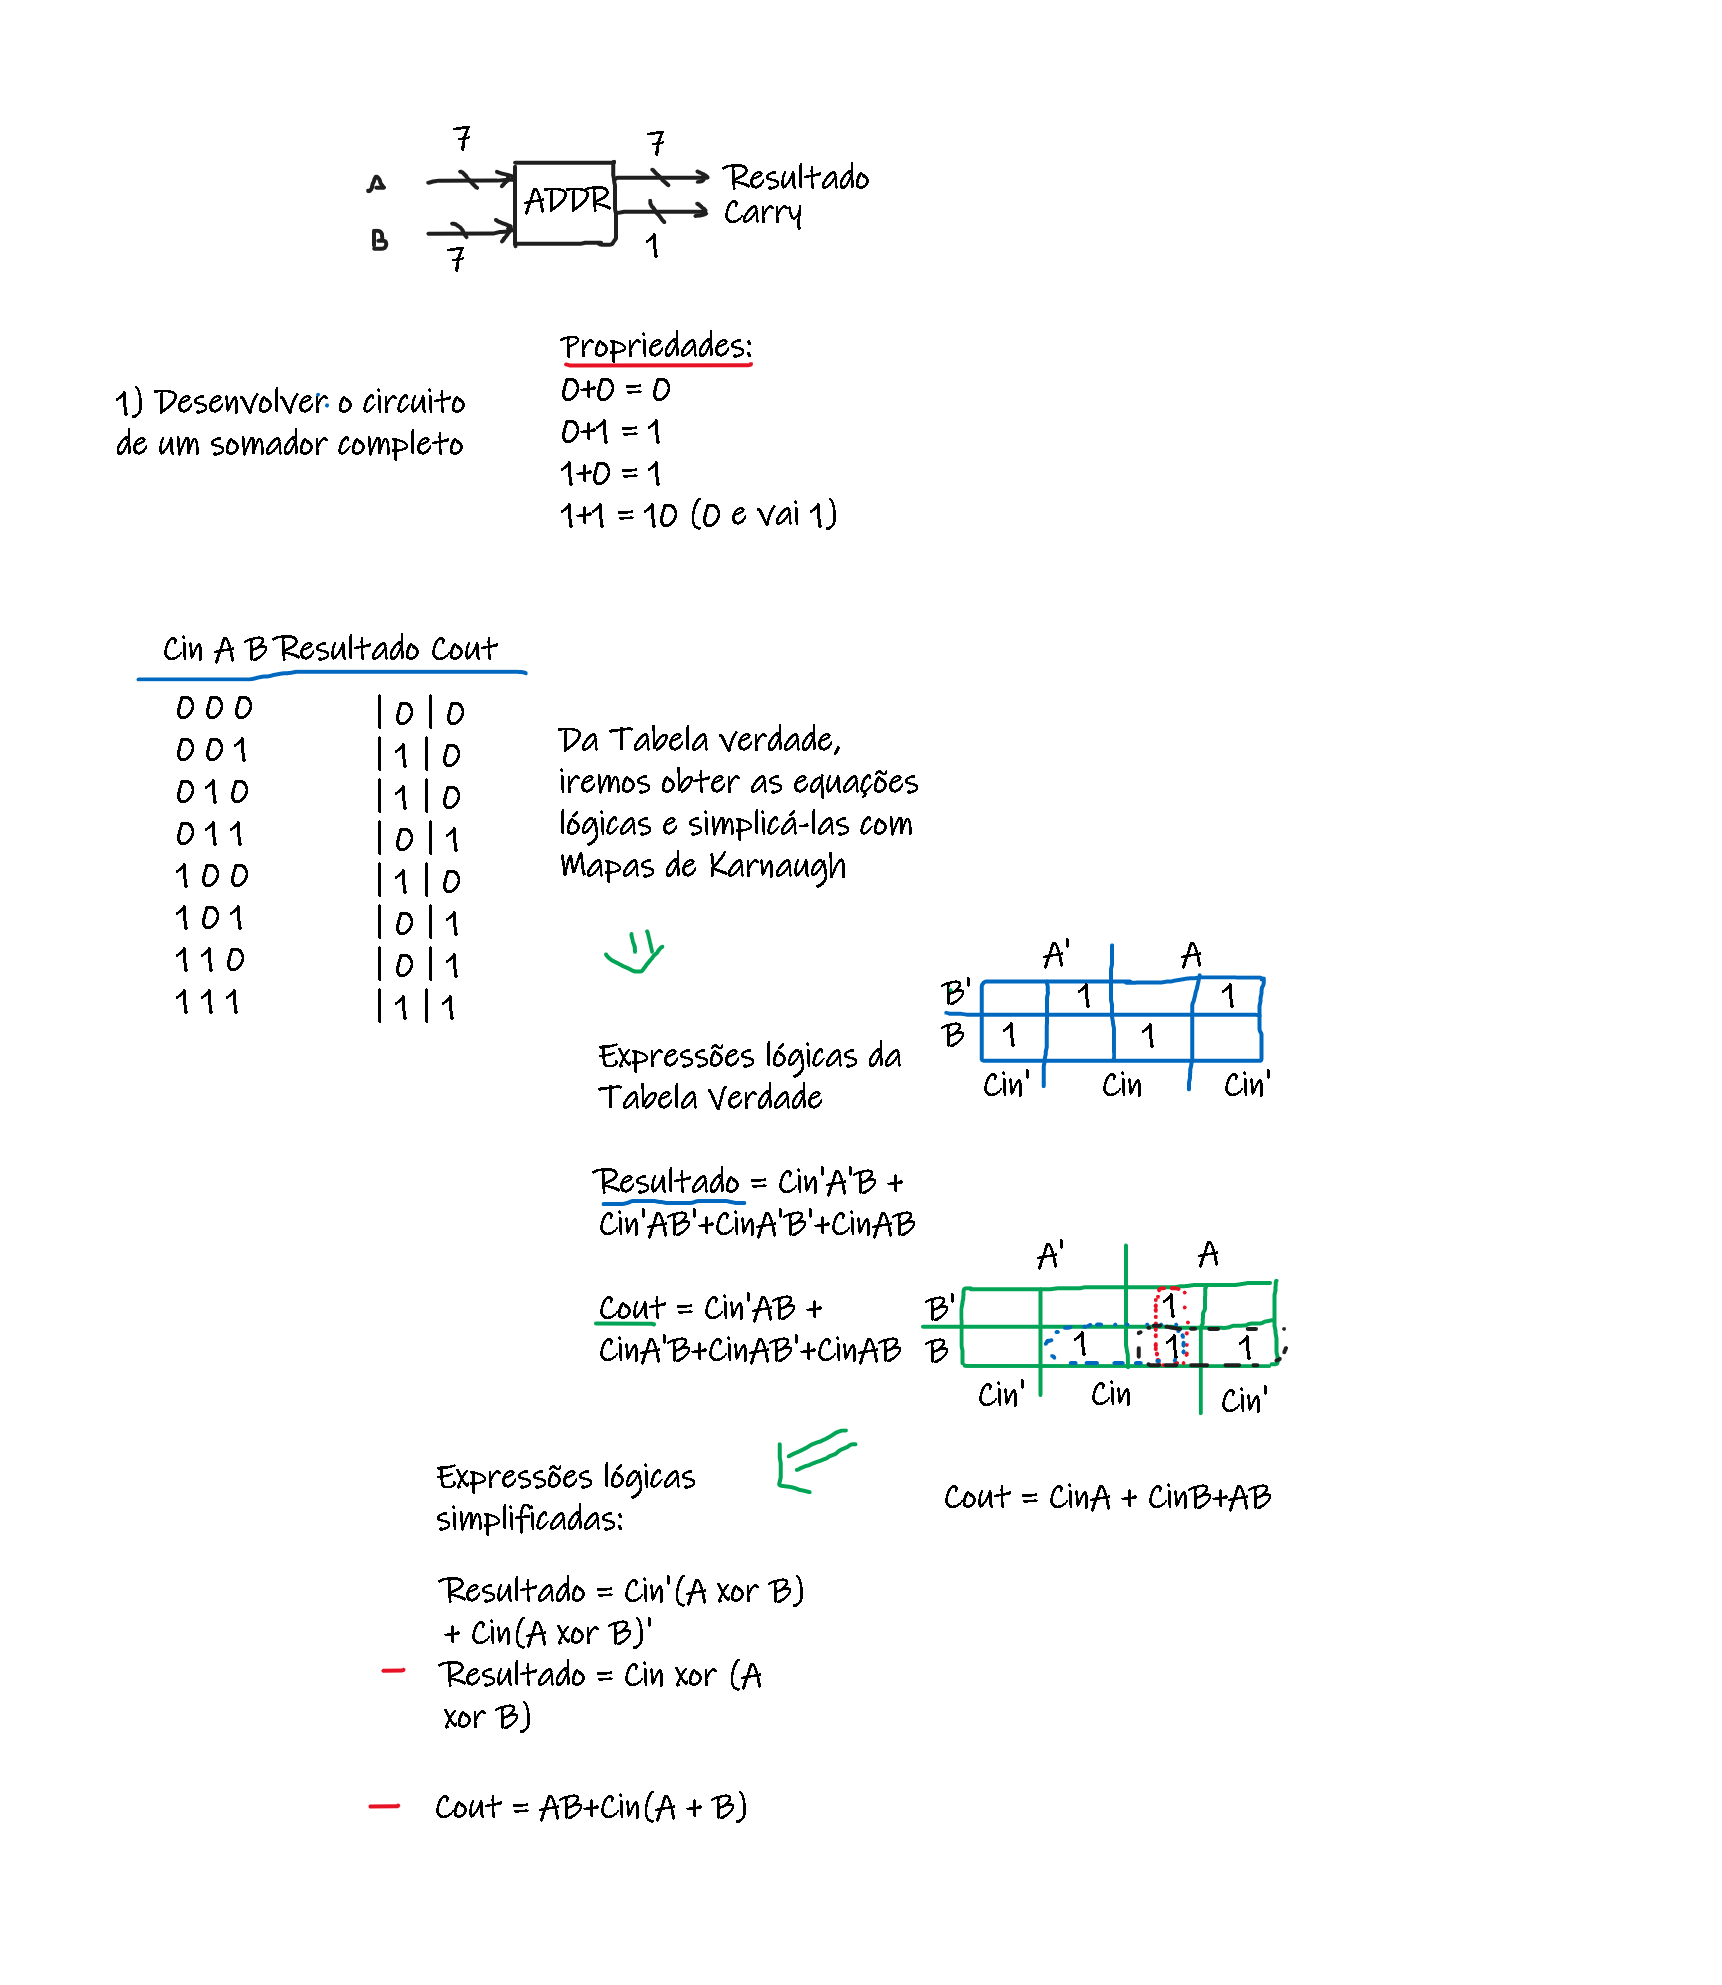 7
7
A
ADDR
Resultado
Carry
B
7
1
Propriedades:
0+0 = 0
0+1 = 1
1+0 = 1
1+1 = 10 (0 e vai 1)
1) Desenvolver o circuito
de um somador completo
Cin A B Resultado Cout
0 0 0 | 0 | 0
0 0 1 | 1 | 0
0 1 0 | 1 | 0
0 1 1 | 0 | 1
1 0 0 | 1 | 0
1 0 1 | 0 | 1
1 1 0 | 0 | 1
1 1 1 | 1 | 1
Da Tabela verdade,
iremos obter as equações
lógicas e simplicá-las com
Mapas de Karnaugh
A' A
B' 1 1
B 1 1
Cin' Cin Cin'
Expressões lógicas da
Tabela Verdade
Resultado = Cin'A'B +
Cin'AB'+CinA'B'+CinAB
Cout = Cin'AB +
CinA'B+CinAB'+CinAB
A' A
B' 1
B 1 1 1
Cin' Cin Cin'
Cout = CinA + CinB+AB
Expressões lógicas
simplificadas:
Resultado = Cin'(A xor B)
+ Cin(A xor B)'
Resultado = Cin xor (A
xor B)
Cout = AB+Cin(A + B)